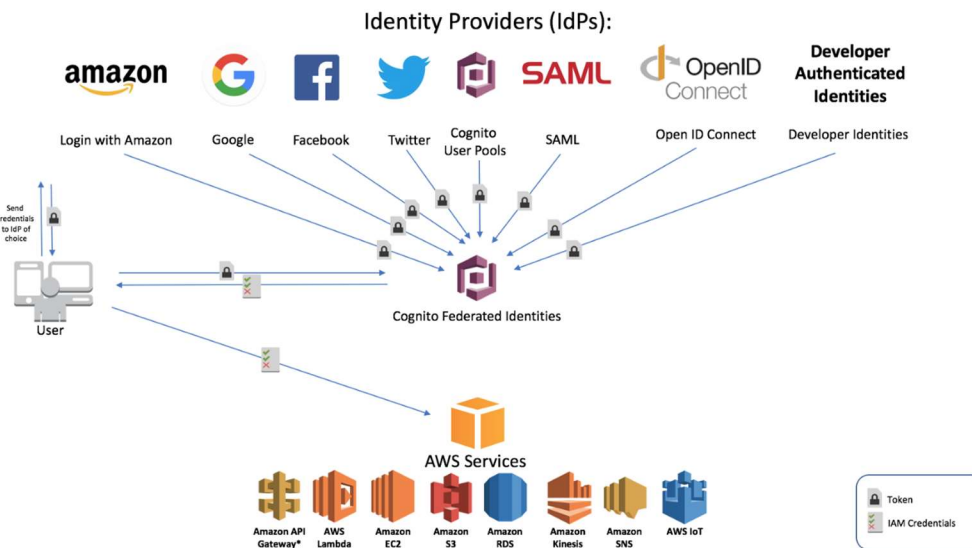 Identity Providers (IdPs):
amazon
SAML
OpenID
Connect
Developer
Authenticated
Identities
Login with Amazon
Google
Facebook
Twitter
Cognito
User Pools
SAML
Open ID Connect
Developer Identities
Send
redentials
to IdP of
choice
User
Cognito Federated Identities
AWS Services
Amazon API
Gateway*
AWS
Lambda
Amazon
EC2
Amazon
S3
Amazon
RDS
Amazon
Kinesis
Amazon
SNS
AWS IoT
Token
IAM Credentials